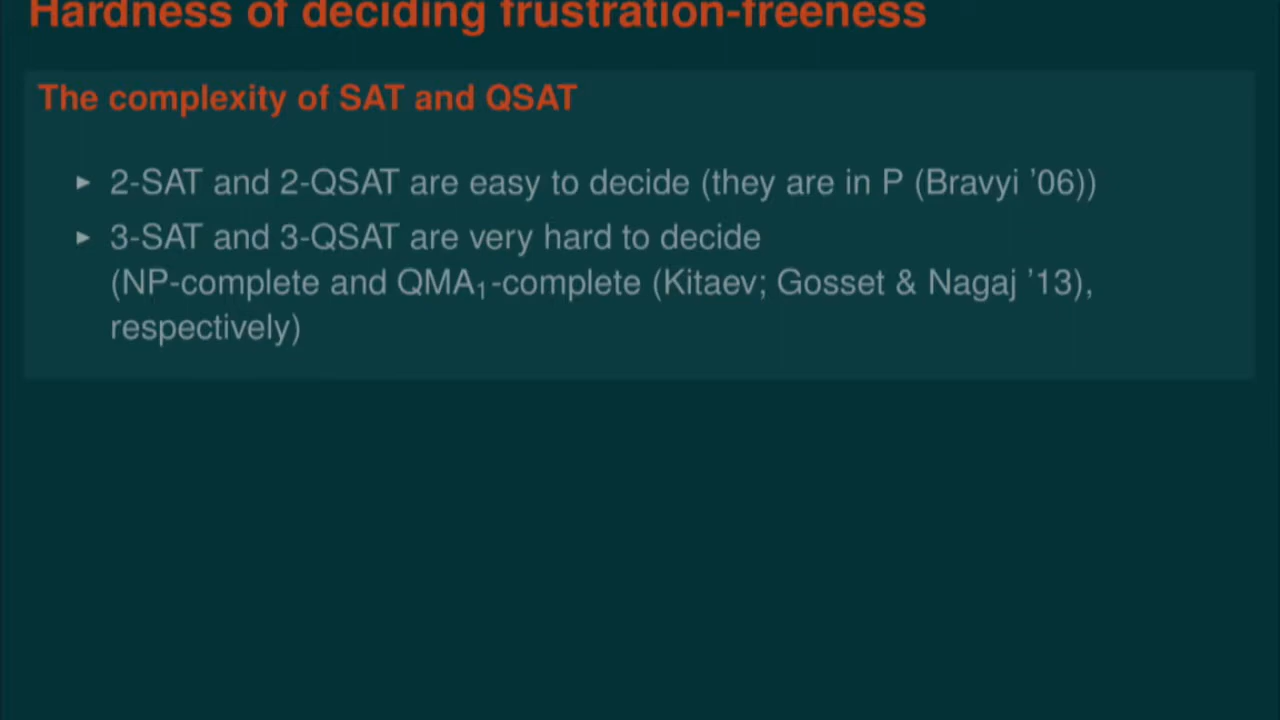 Hardness of deciding frustration-freeness
The complexity of SAT and QSAT
► 2-SAT and 2-QSAT are easy to decide (they are in P (Bravyi ’06))
► 3-SAT and 3-QSAT are very hard to decide
(NP-complete and QMA₁-complete (Kitaev; Gosset & Nagaj ’13),
respectively)